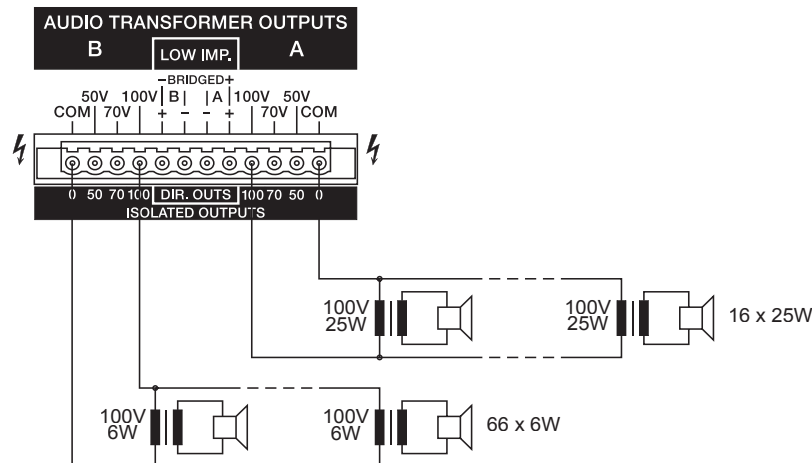 AUDIO TRANSFORMER OUTPUTS
B LOW IMP. A
-BRIDGED+
50V 100V B A 100V 50V
COM 70V + - - + 70V COM
0 50 70 100 DIR. OUTS 100 70 50 0
ISOLATED OUTPUTS
100V 100V
25W 25W
16 x 25W
100V 100V
6W 6W
66 x 6W